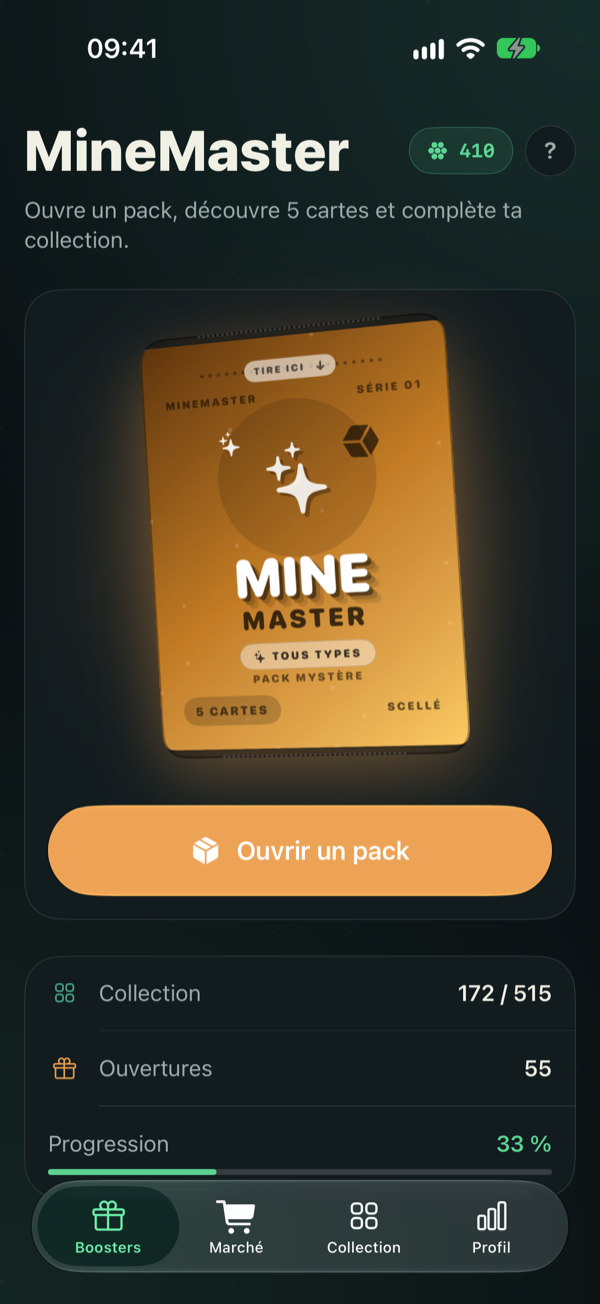 09:41
MineMaster
410
?
Ouvre un pack, découvre 5 cartes et complète ta
collection.
TIRE ICI
MINEMASTER
SÉRIE 01
MINE
MASTER
TOUS TYPES
PACK MYSTÈRE
5 CARTES
SCELLÉ
Ouvrir un pack
Collection
172 / 515
Ouvertures
55
Progression
33 %
Boosters
Marché
Collection
Profil